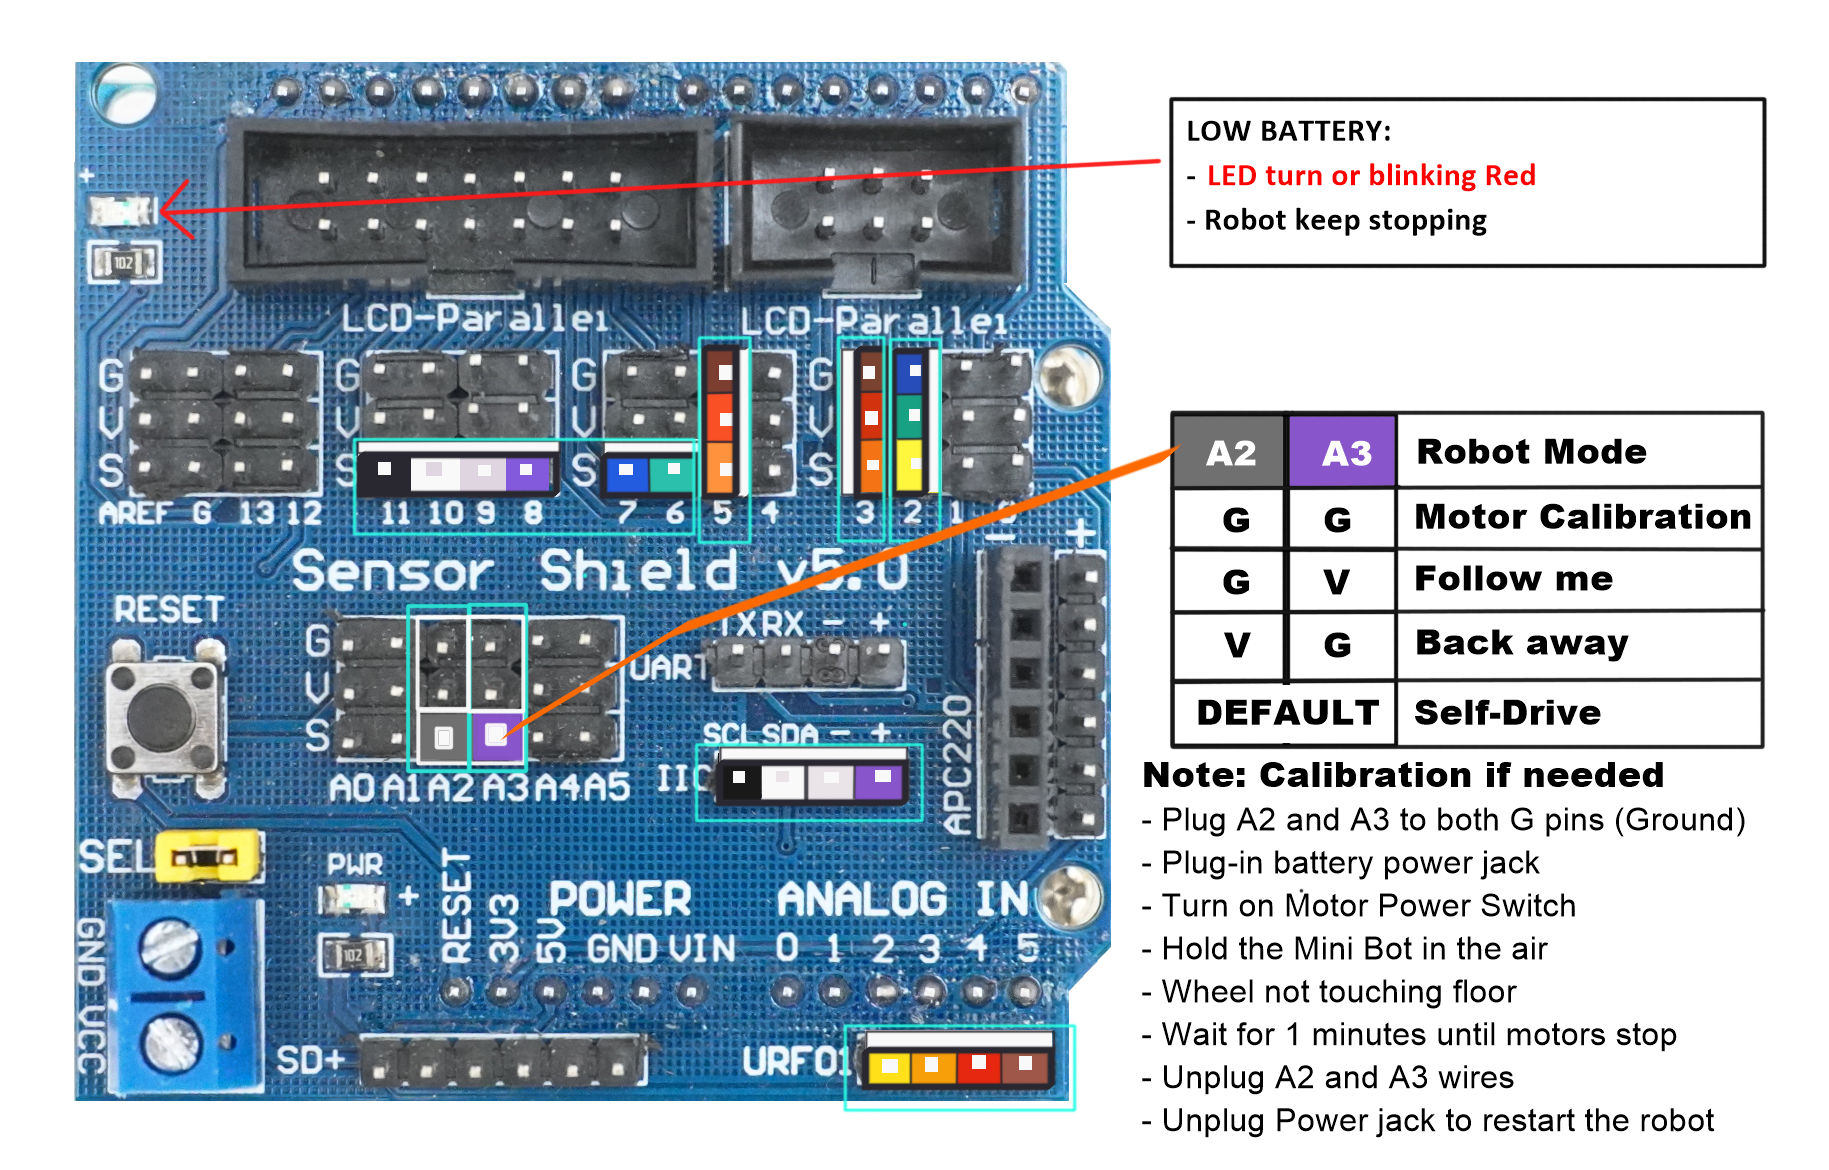 LOW BATTERY:
- LED turn or blinking Red
- Robot keep stopping
+
102
LCD-Parallel
LCD-Parallel
G
V
S
AREF G 13 12
G
V
S
11 10 9 8
G
V
S
7 6 5 4
G
V
S
3 2 1 0
Sensor Shield v5.0
- +
RESET
G
V
S
A0 A1 A2 A3 A4 A5
TX RX - +
UART
SCL SDA - +
IIC
APC220
SEL
PWR
+
102
GND VCC
RESET
3V3
5V
POWER
GND VIN
ANALOG IN
0 1 2 3 4 5
SD+
URF01
A2 A3 Robot Mode
G G Motor Calibration
G V Follow me
V G Back away
DEFAULT Self-Drive
Note: Calibration if needed
- Plug A2 and A3 to both G pins (Ground)
- Plug-in battery power jack
- Turn on Motor Power Switch
- Hold the Mini Bot in the air
- Wheel not touching floor
- Wait for 1 minutes until motors stop
- Unplug A2 and A3 wires
- Unplug Power jack to restart the robot